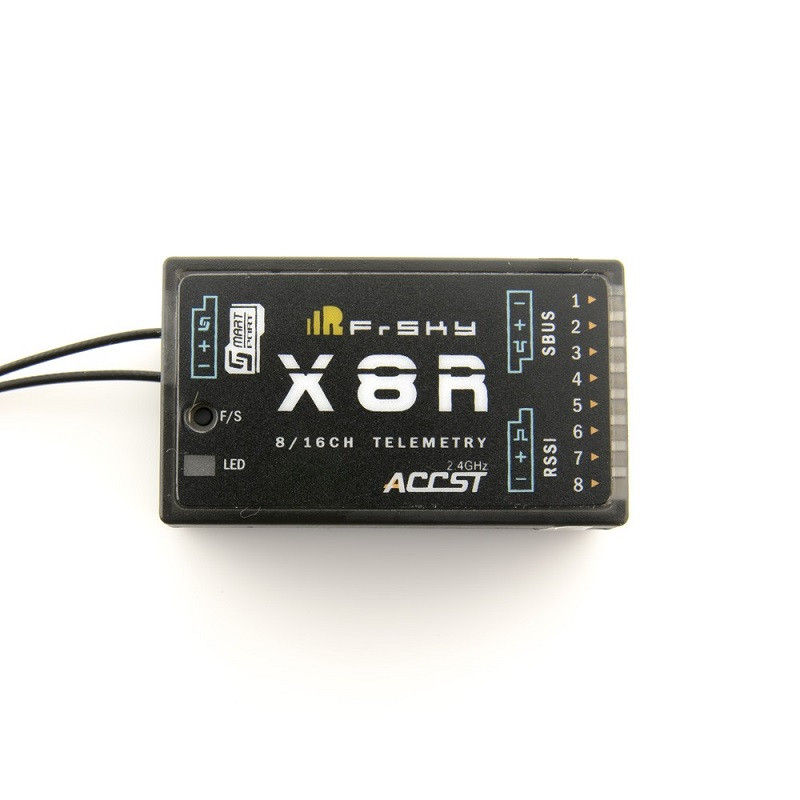 FrSky
X8R
8/16CH TELEMETRY
2.4GHz
ACCST
SMART PORT
- +
F/S
LED
- +
SBUS
RSSI
+ -
1
2
3
4
5
6
7
8